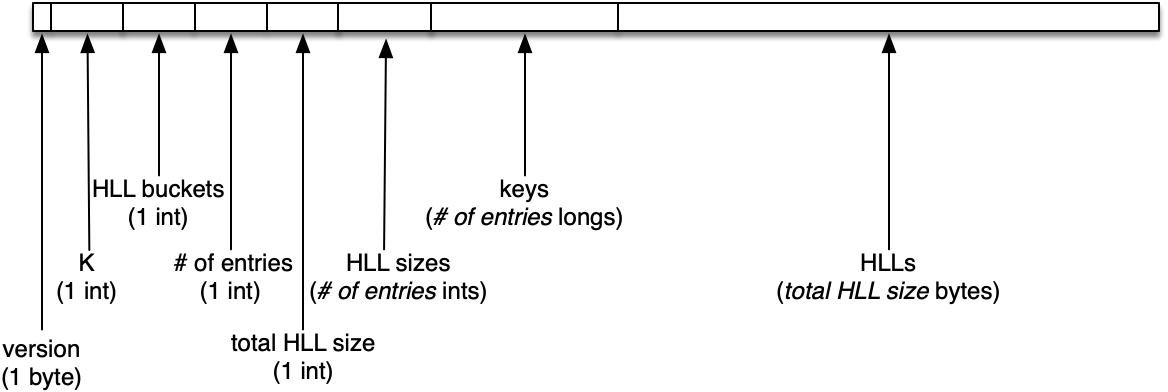 HLL buckets
(1 int)
keys
(# of entries longs)
K
(1 int)
# of entries
(1 int)
HLL sizes
(# of entries ints)
HLLs
(total HLL size bytes)
version
(1 byte)
total HLL size
(1 int)